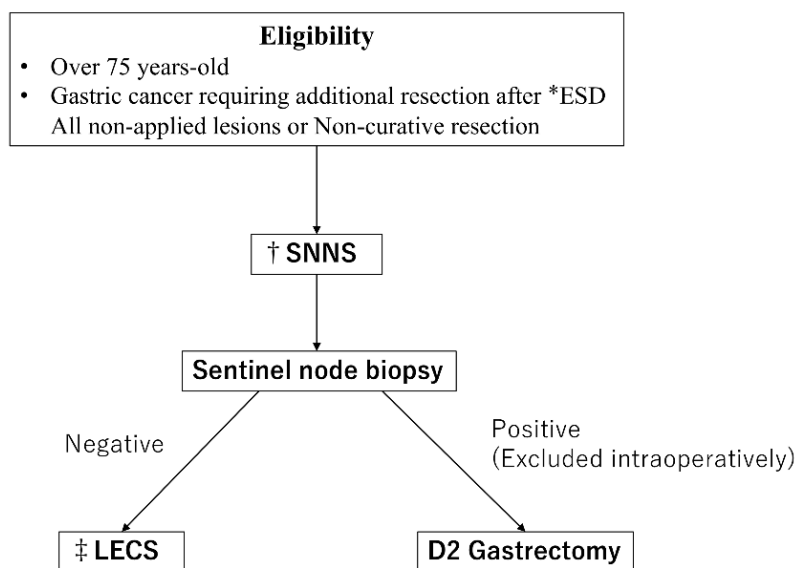 Eligibility
• Over 75 years-old
• Gastric cancer requiring additional resection after *ESD
All non-applied lesions or Non-curative resection
† SNNS
Sentinel node biopsy
Negative
Positive
(Excluded intraoperatively)
‡ LECS
D2 Gastrectomy